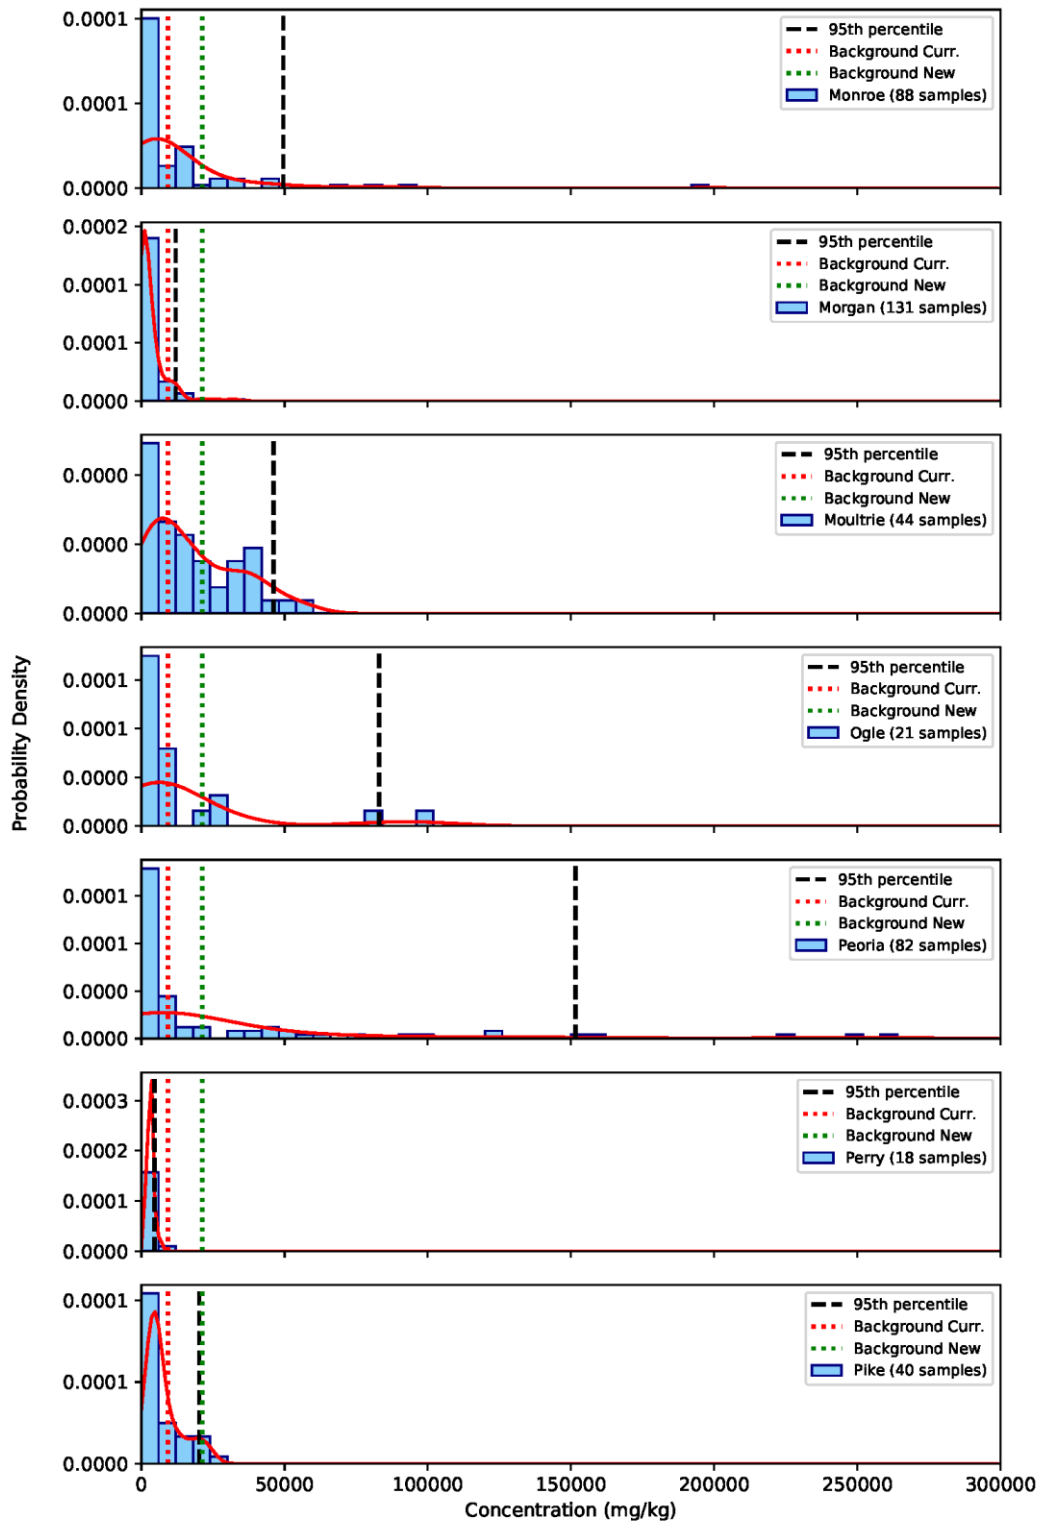 0.0001
0.0001
0.0000
95th percentile
Background Curr.
Background New
Monroe (88 samples)
0.0002
0.0001
0.0001
0.0000
95th percentile
Background Curr.
Background New
Morgan (131 samples)
0.0000
0.0000
0.0000
95th percentile
Background Curr.
Background New
Moultrie (44 samples)
Probability Density
0.0001
0.0001
0.0000
0.0000
95th percentile
Background Curr.
Background New
Ogle (21 samples)
0.0001
0.0001
0.0000
0.0000
95th percentile
Background Curr.
Background New
Peoria (82 samples)
0.0003
0.0002
0.0001
0.0000
95th percentile
Background Curr.
Background New
Perry (18 samples)
0.0001
0.0001
0.0000
95th percentile
Background Curr.
Background New
Pike (40 samples)
0 50000 100000 150000 200000 250000 300000
Concentration (mg/kg)